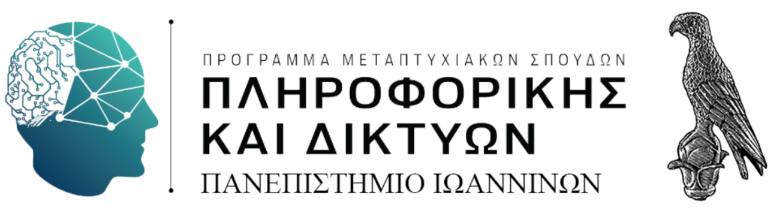 ΠΡΟΓΡΑΜΜΑ ΜΕΤΑΠΤΥΧΙΑΚΩΝ ΣΠΟΥΔΩΝ
ΠΛΗΡΟΦΟΡΙΚΗΣ
ΚΑΙ ΔΙΚΤΥΩΝ
ΠΑΝΕΠΙΣΤΗΜΙΟ ΙΩΑΝΝΙΝΩΝ